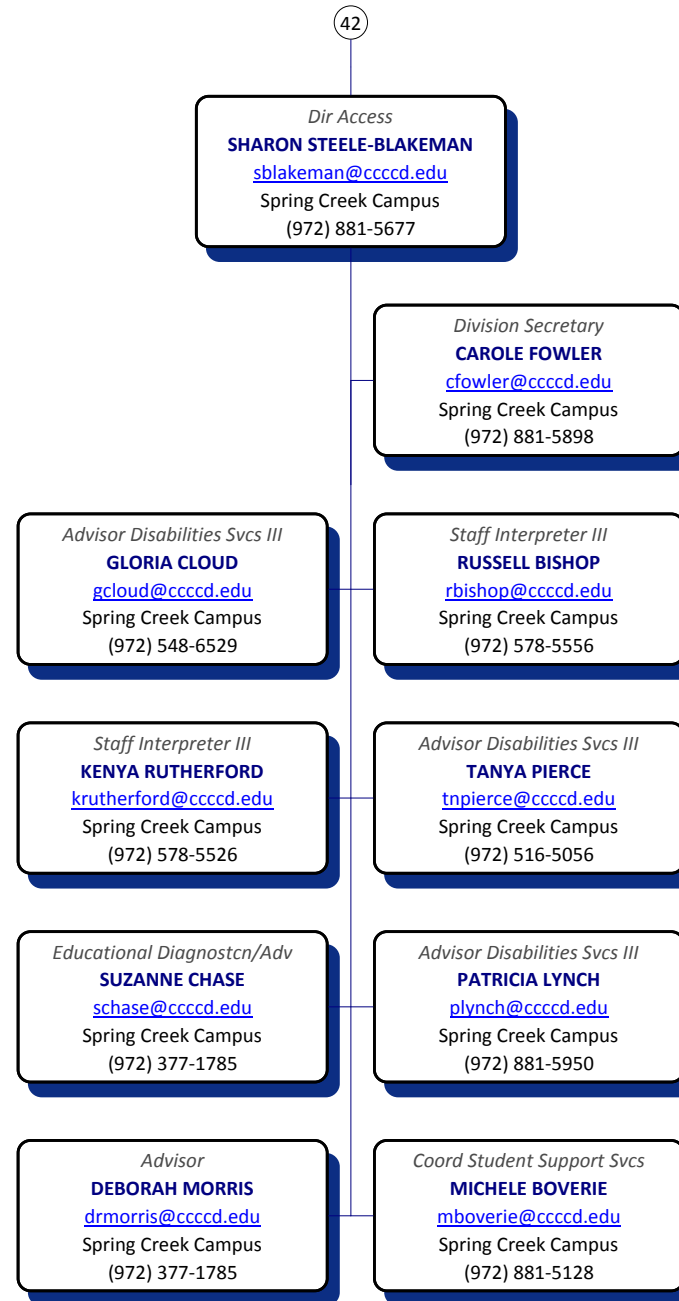 42
Dir Access
SHARON STEELE-BLAKEMAN
sblakeman@ccccd.edu
Spring Creek Campus
(972) 881-5677
Division Secretary
CAROLE FOWLER
cfowler@ccccd.edu
Spring Creek Campus
(972) 881-5898
Advisor Disabilities Svcs III
GLORIA CLOUD
gcloud@ccccd.edu
Spring Creek Campus
(972) 548-6529
Staff Interpreter III
RUSSELL BISHOP
rbishop@ccccd.edu
Spring Creek Campus
(972) 578-5556
Staff Interpreter III
KENYA RUTHERFORD
krutherford@ccccd.edu
Spring Creek Campus
(972) 578-5526
Advisor Disabilities Svcs III
TANYA PIERCE
tnpierce@ccccd.edu
Spring Creek Campus
(972) 516-5056
Educational Diagnostcn/Adv
SUZANNE CHASE
schase@ccccd.edu
Spring Creek Campus
(972) 377-1785
Advisor Disabilities Svcs III
PATRICIA LYNCH
plynch@ccccd.edu
Spring Creek Campus
(972) 881-5950
Advisor
DEBORAH MORRIS
drmorris@ccccd.edu
Spring Creek Campus
(972) 377-1785
Coord Student Support Svcs
MICHELE BOVERIE
mboverie@ccccd.edu
Spring Creek Campus
(972) 881-5128